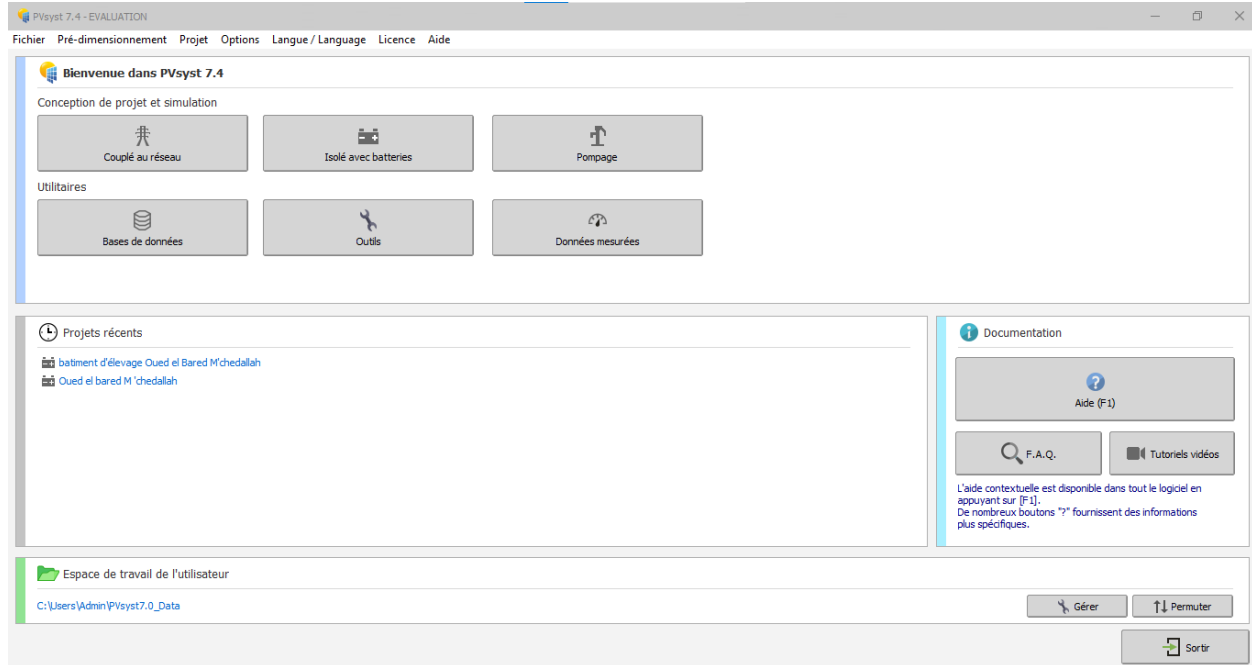 PVsyst 7.4 - EVALUATION
Fichier Pré-dimensionnement Projet Options Langue / Language Licence Aide
Bienvenue dans PVsyst 7.4
Conception de projet et simulation
Couplé au réseau
Isolé avec batteries
Pompage
Utilitaires
Bases de données
Outils
Données mesurées
Projets récents
batiment d'élevage Oued el Bared M'chedallah
Oued el bared M 'chedallah
Documentation
Aide (F1)
F.A.Q.
Tutoriels vidéos
L'aide contextuelle est disponible dans tout le logiciel en
appuyant sur [F1].
De nombreux boutons "?" fournissent des informations
plus spécifiques.
Espace de travail de l'utilisateur
C:\Users\Admin\PVsyst7.0_Data
Gérer
Permuter
Sortir